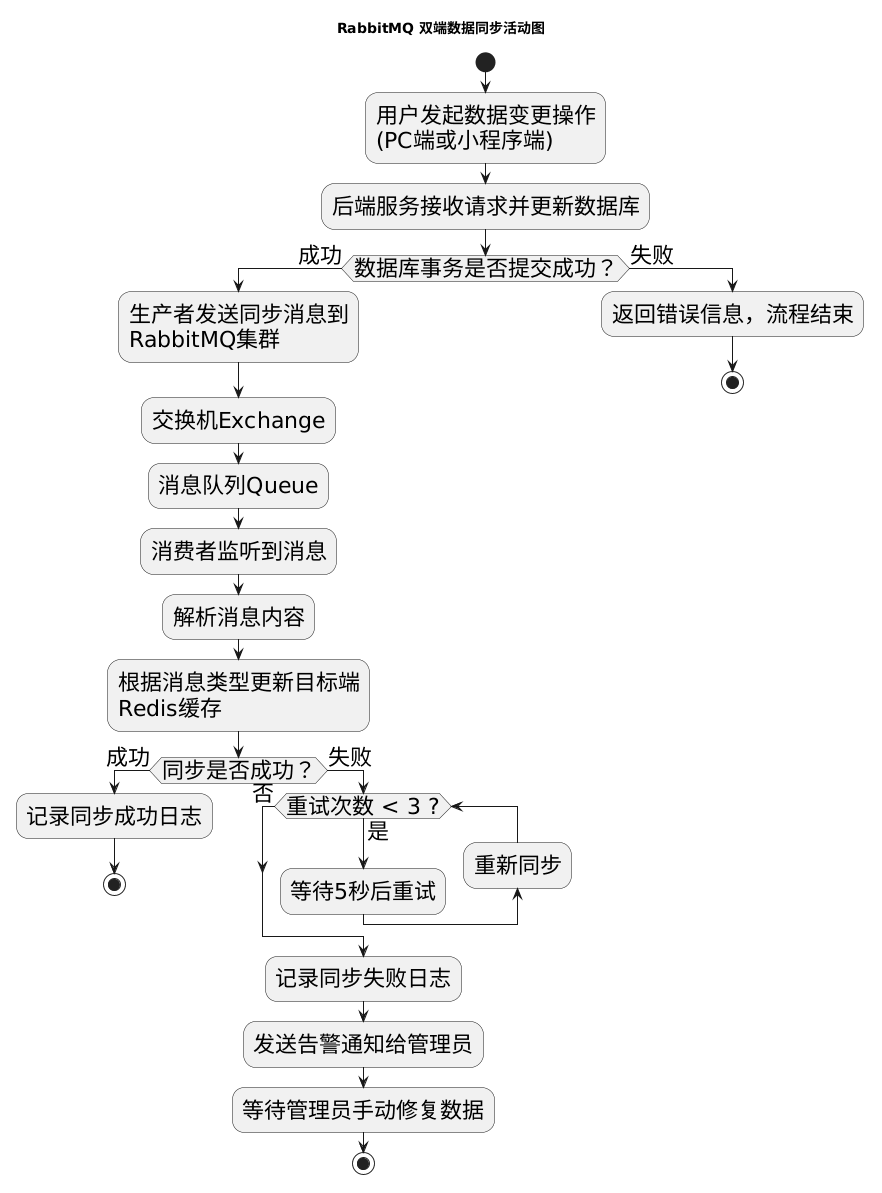 RabbitMQ 双端数据同步活动图
用户发起数据变更操作
(PC端或小程序端)
后端服务接收请求并更新数据库
成功
数据库事务是否提交成功？
失败
生产者发送同步消息到
RabbitMQ集群
返回错误信息，流程结束
交换机Exchange
消息队列Queue
消费者监听到消息
解析消息内容
根据消息类型更新目标端
Redis缓存
成功
同步是否成功？
失败
记录同步成功日志
否
重试次数 < 3 ?
是
重新同步
等待5秒后重试
记录同步失败日志
发送告警通知给管理员
等待管理员手动修复数据